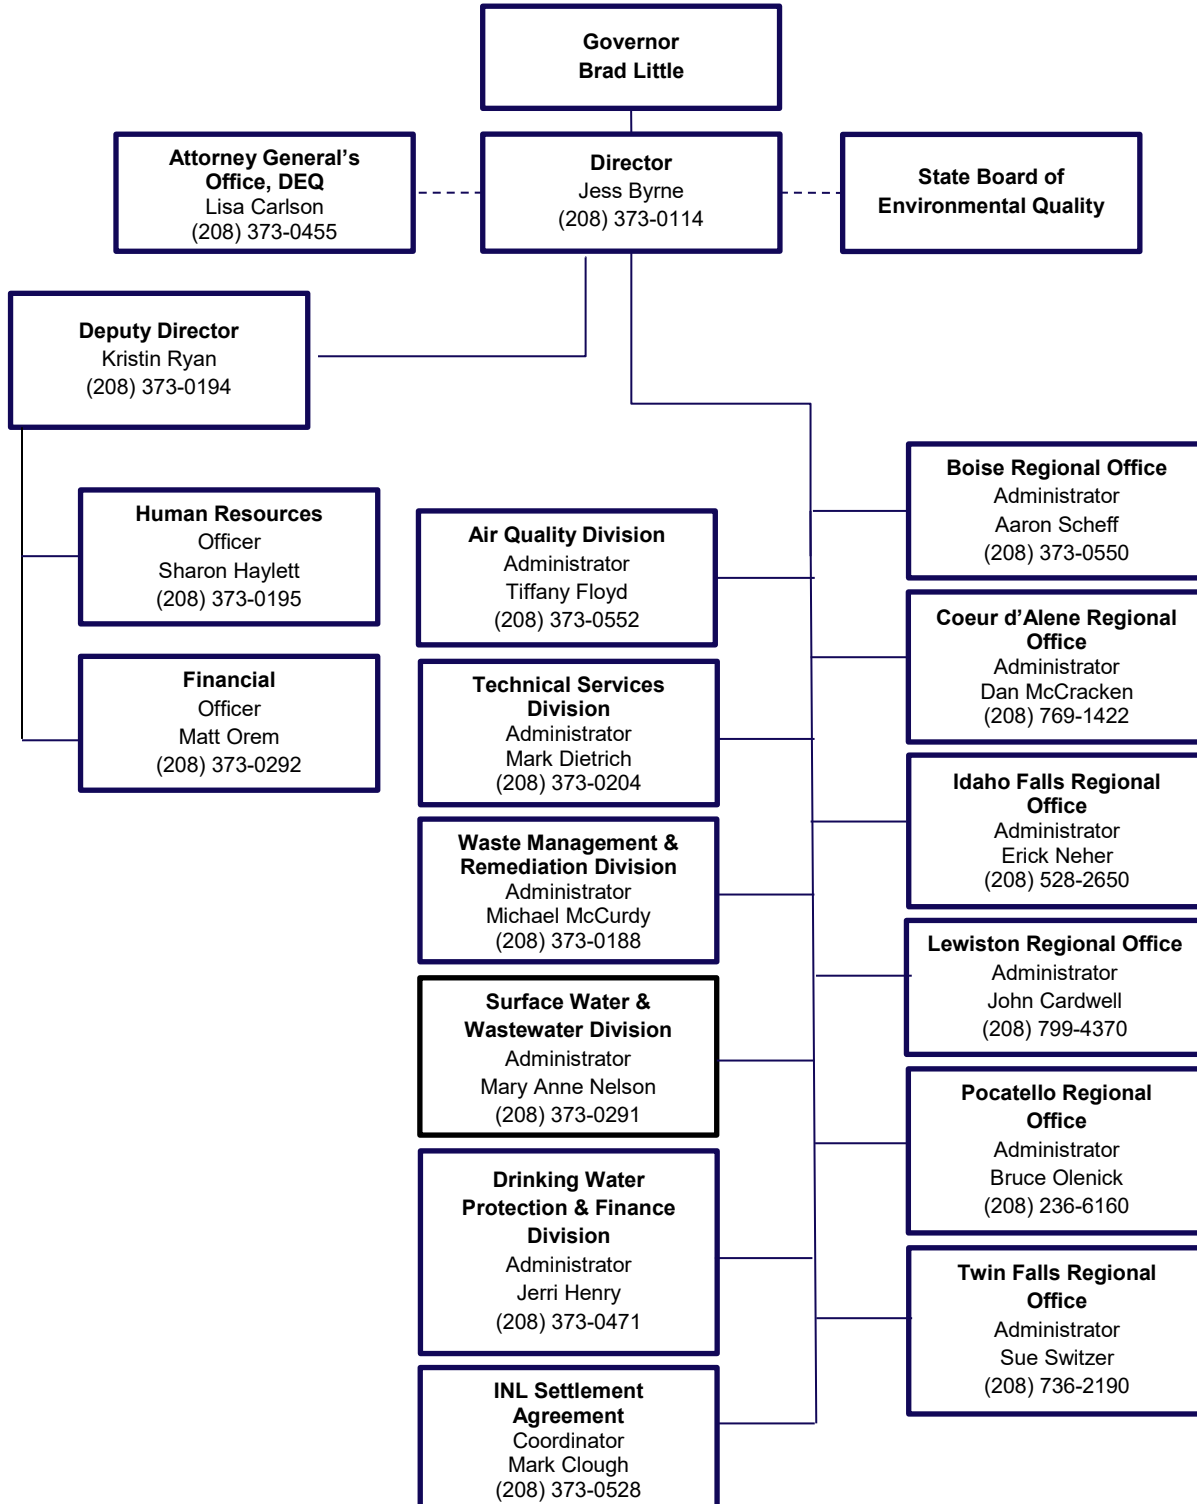 Governor
Brad Little
Attorney General’s
Office, DEQ
Lisa Carlson
(208) 373-0455
Director
Jess Byrne
(208) 373-0114
State Board of
Environmental Quality
Deputy Director
Kristin Ryan
(208) 373-0194
Human Resources
Officer
Sharon Haylett
(208) 373-0195
Financial
Officer
Matt Orem
(208) 373-0292
Air Quality Division
Administrator
Tiffany Floyd
(208) 373-0552
Technical Services
Division
Administrator
Mark Dietrich
(208) 373-0204
Waste Management &
Remediation Division
Administrator
Michael McCurdy
(208) 373-0188
Surface Water &
Wastewater Division
Administrator
Mary Anne Nelson
(208) 373-0291
Drinking Water
Protection & Finance
Division
Administrator
Jerri Henry
(208) 373-0471
INL Settlement
Agreement
Coordinator
Mark Clough
(208) 373-0528
Boise Regional Office
Administrator
Aaron Scheff
(208) 373-0550
Coeur d’Alene Regional
Office
Administrator
Dan McCracken
(208) 769-1422
Idaho Falls Regional
Office
Administrator
Erick Neher
(208) 528-2650
Lewiston Regional Office
Administrator
John Cardwell
(208) 799-4370
Pocatello Regional
Office
Administrator
Bruce Olenick
(208) 236-6160
Twin Falls Regional
Office
Administrator
Sue Switzer
(208) 736-2190